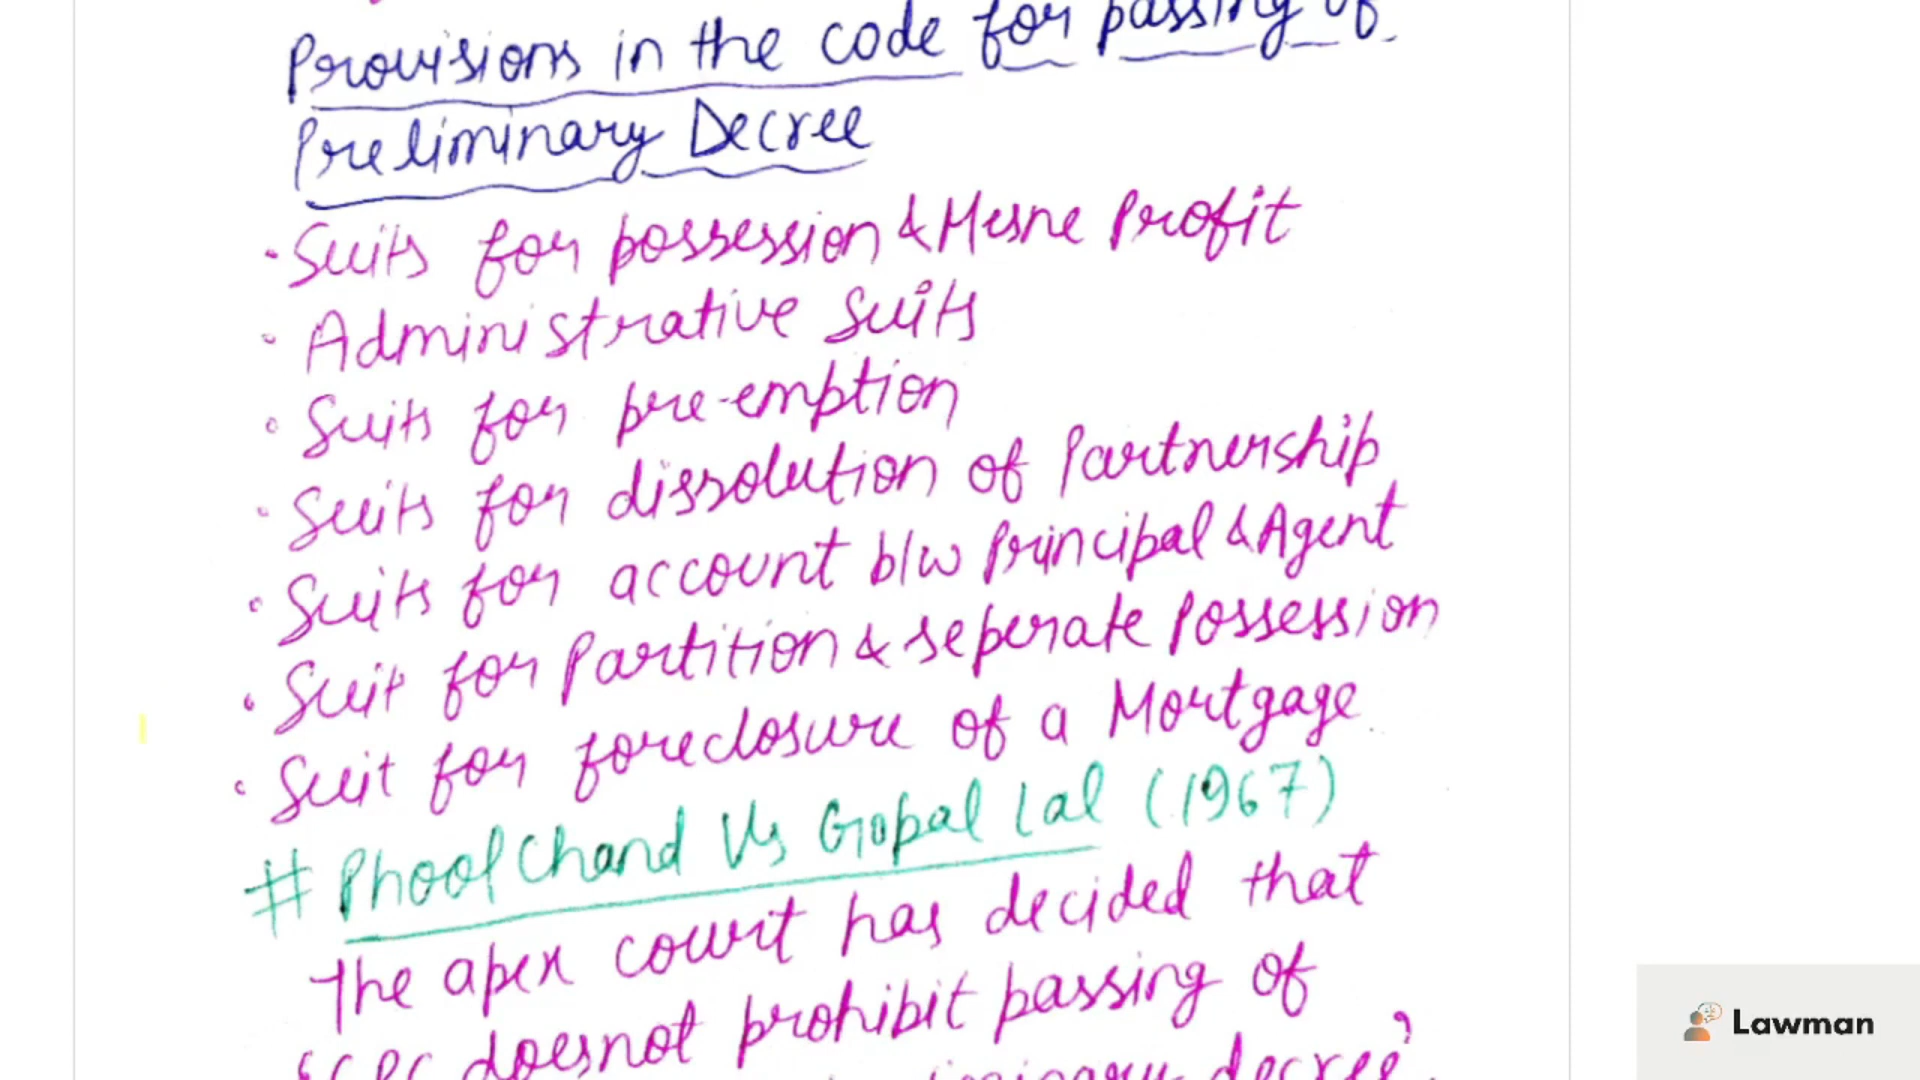 Provisions in the code for passing of
Preliminary Decree
· Suits for possession & Mesne Profit
· Administrative suits
· Suits for pre-emption
· Suits for dissolution of Partnership
· Suits for account b/w Principal & Agent
· Suit for Partition & seperate Possession
· Suit for foreclosure of a Mortgage
# Phool Chand Vs Gopal Lal (1967)
The apex court has decided that
'CPC doesnot prohibit passing of
decree'
Lawman